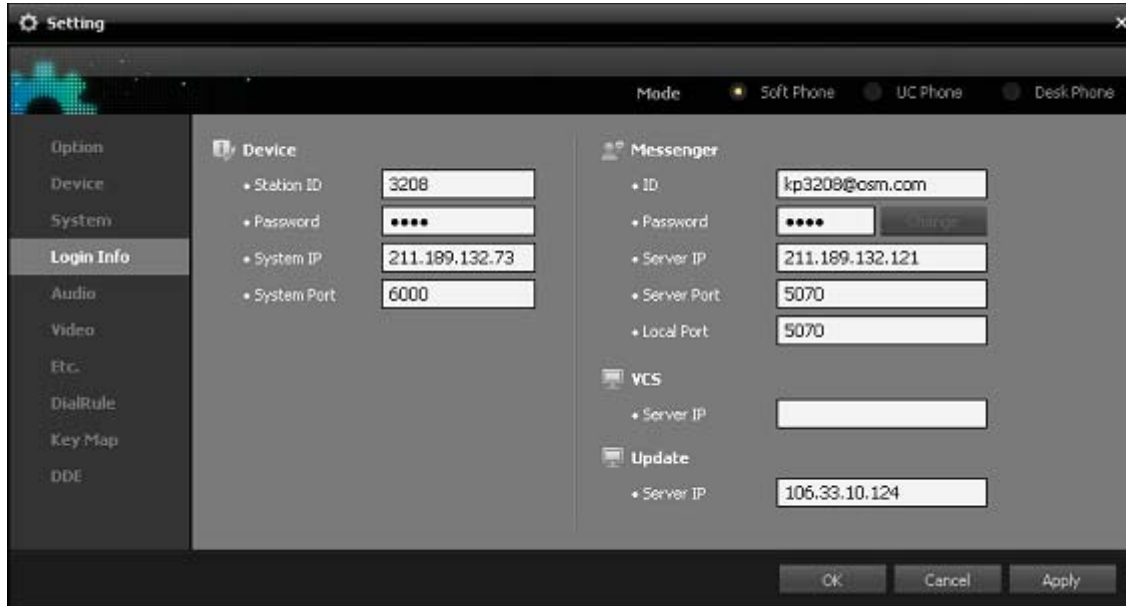 Setting
Mode Soft Phone UC Phone Desk Phone
Option
Device
System
Login Info
Audio
Video
Etc.
DialRule
Key Map
DDE
Device
• Station ID 3208
• Password ••••
• System IP 211.189.132.73
• System Port 6000
Messenger
• ID kp3208@osm.com
• Password •••• Change
• Server IP 211.189.132.121
• Server Port 5070
• Local Port 5070
VCS
• Server IP
Update
• Server IP 106.33.10.124
OK Cancel Apply